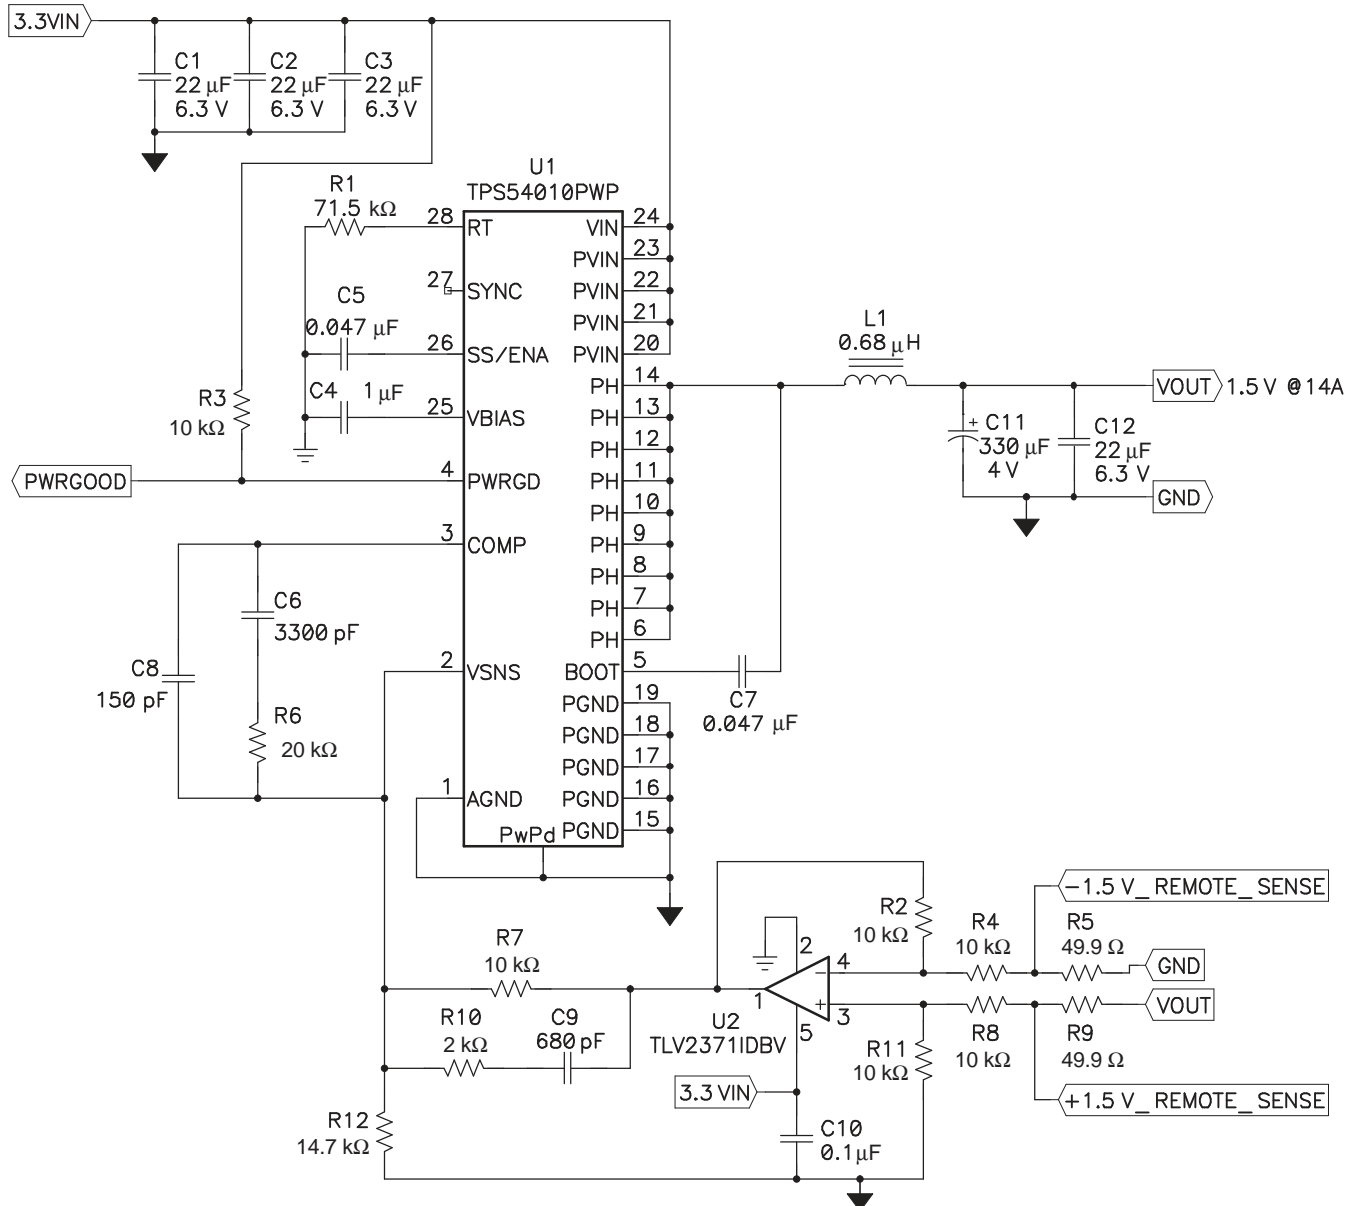 3.3VIN
C1
22 µF
6.3 V
C2
22 µF
6.3 V
C3
22 µF
6.3 V
U1
TPS54010PWP
R1
71.5 kΩ
28
RT
VIN
24
PVIN
23
27
SYNC
PVIN
22
C5
0.047 µF
PVIN
21
26
SS/ENA
PVIN
20
L1
0.68 µH
PH
14
VOUT
1.5 V @14A
R3
10 kΩ
C4
1 µF
25
VBIAS
PH
13
+
C11
330 µF
4 V
C12
22 µF
6.3 V
PH
12
PWRGOOD
4
PWRGD
PH
11
GND
PH
10
3
COMP
PH
9
PH
8
C6
3300 pF
PH
7
PH
6
C8
150 pF
2
VSNS
BOOT
5
C7
0.047 µF
PGND
19
R6
20 kΩ
PGND
18
PGND
17
1
AGND
PGND
16
PwPd
PGND
15
−1.5 V_REMOTE_SENSE
R2
10 kΩ
R4
10 kΩ
R5
49.9 Ω
GND
R7
10 kΩ
2
−
4
1
+
3
5
VOUT
R10
2 kΩ
C9
680 pF
U2
TLV2371IDBV
R11
10 kΩ
R8
10 kΩ
R9
49.9 Ω
3.3 VIN
+1.5 V_REMOTE_SENSE
R12
14.7 kΩ
C10
0.1µF